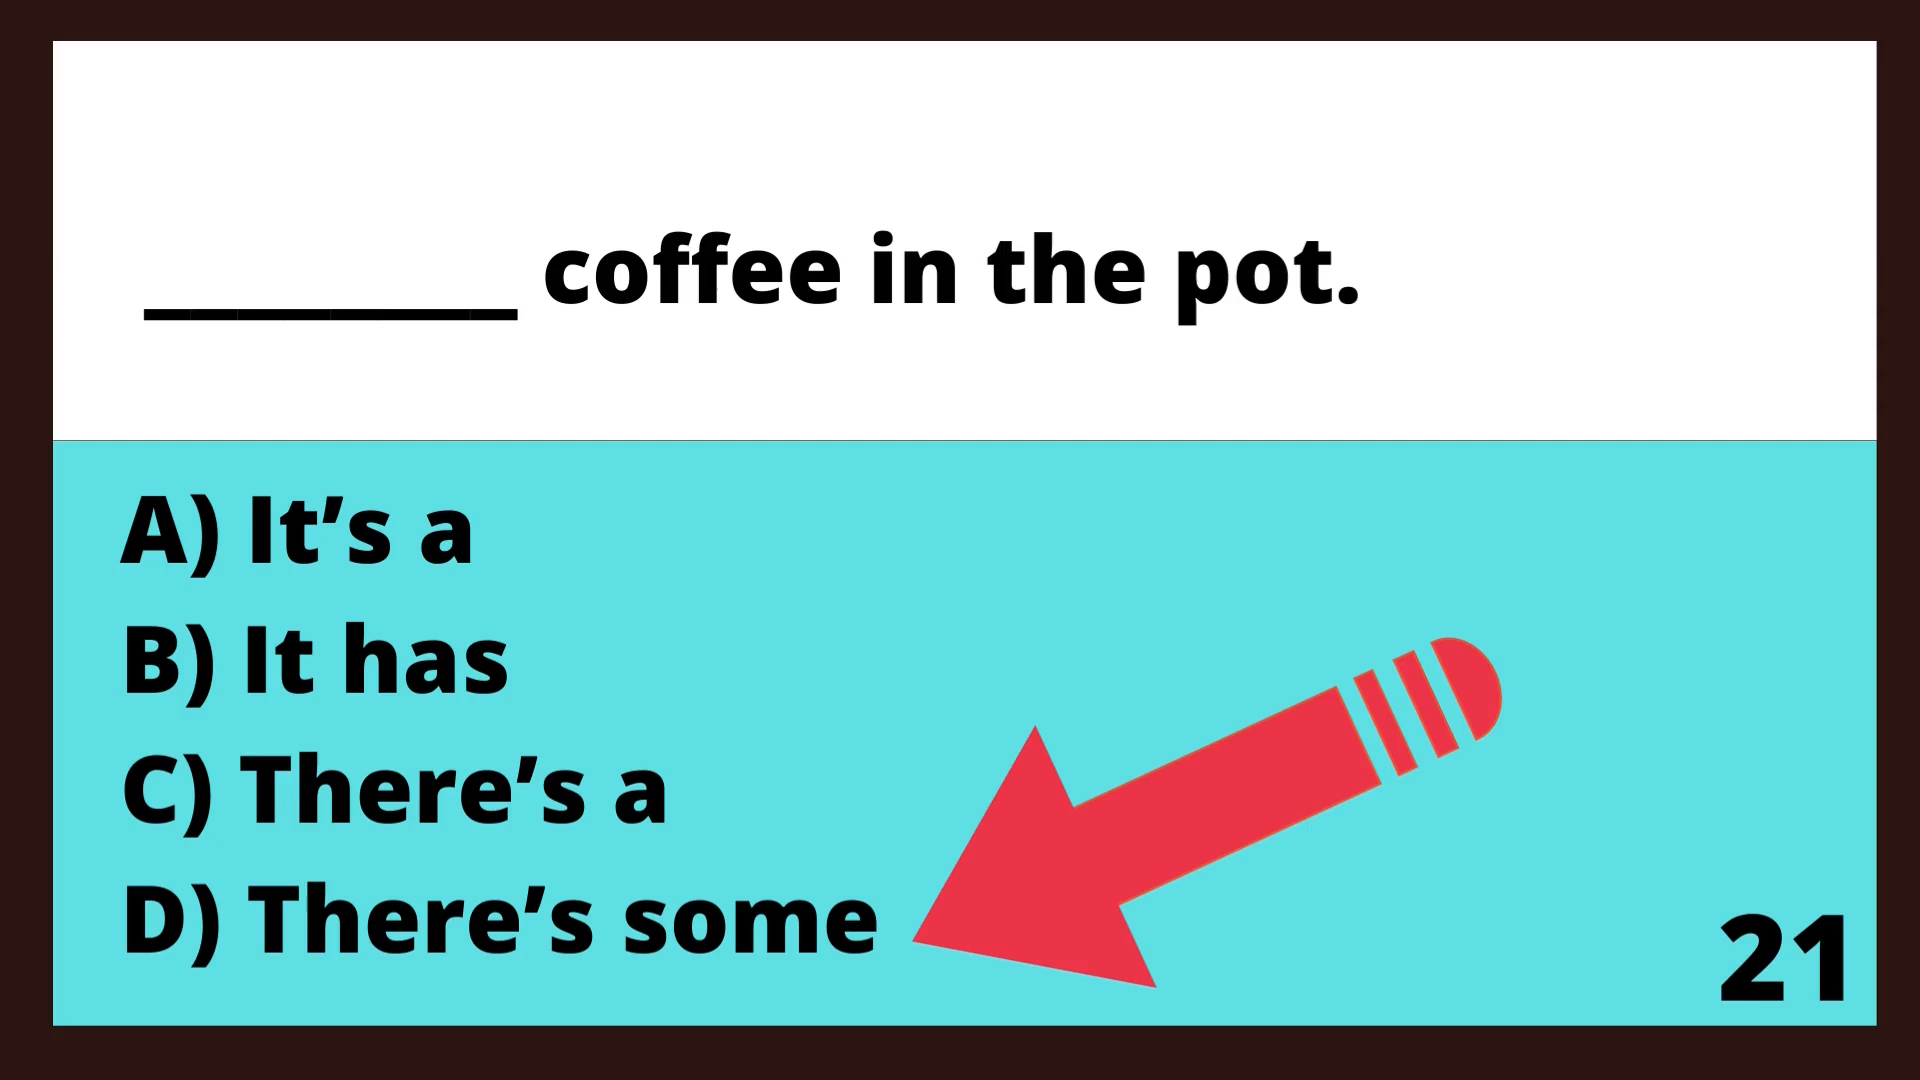 ________ coffee in the pot.
A) It’s a
B) It has
C) There’s a
D) There’s some
21